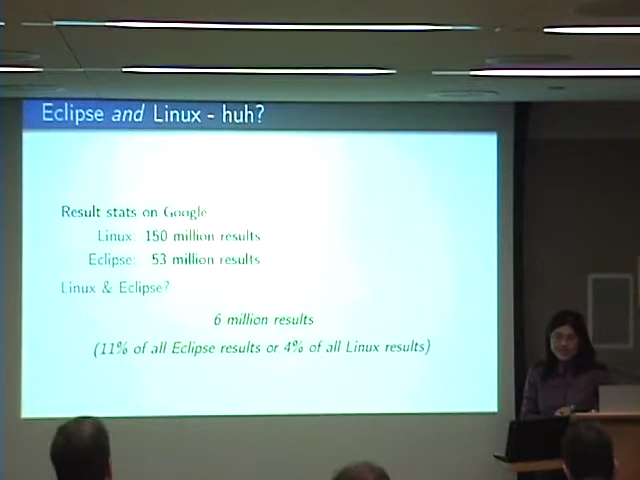 Eclipse and Linux - huh?
Result stats on Google
Linux: 150 million results
Eclipse: 53 million results
Linux & Eclipse?
6 million results
(11% of all Eclipse results or 4% of all Linux results)